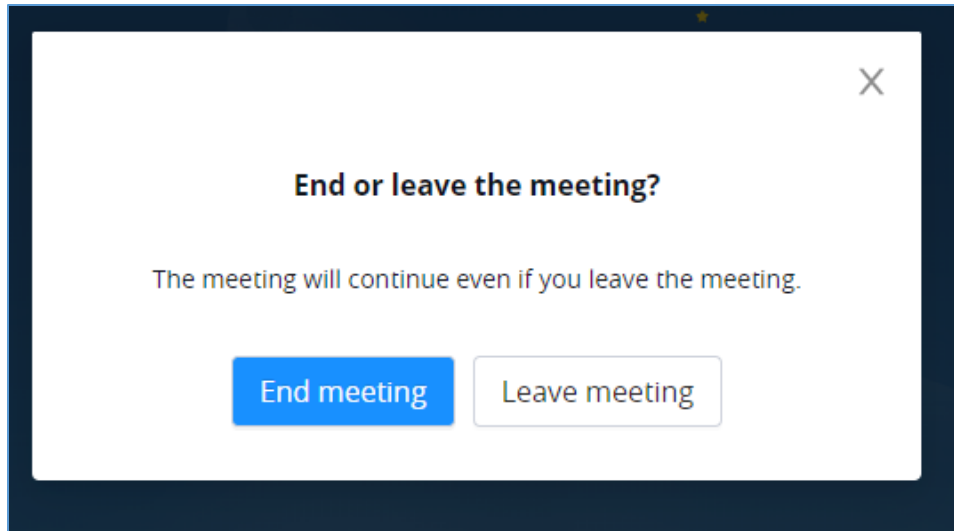 End or leave the meeting?
The meeting will continue even if you leave the meeting.
End meeting
Leave meeting